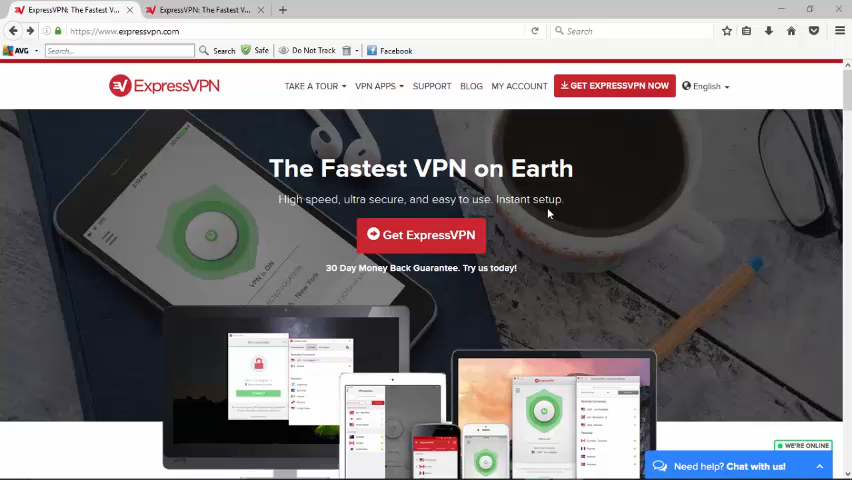 ExpressVPN: The Fastest V...
ExpressVPN: The Fastest V...
https://www.expressvpn.com
Search
AVG
Search...
Search
Safe
Do Not Track
Facebook
ExpressVPN
TAKE A TOUR
VPN APPS
SUPPORT
BLOG
MY ACCOUNT
GET EXPRESSVPN NOW
English
The Fastest VPN on Earth
High speed, ultra secure, and easy to use. Instant setup.
Get ExpressVPN
30 Day Money Back Guarantee. Try us today!
VPN is ON
WE'RE ONLINE
Need help? Chat with us!